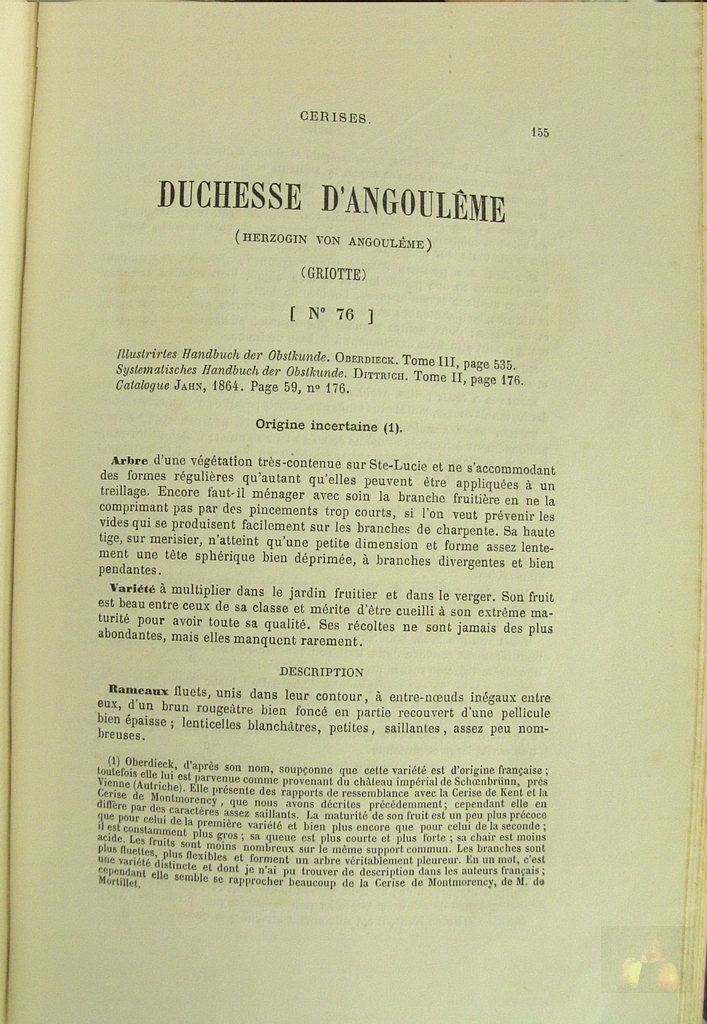 CERISES.
155
DUCHESSE D'ANGOULÊME
(HERZOGIN VON ANGOULÊME)
(GRIOTTE)
[ Nº 76 ]
Illustrirtes Handbuch der Obstkunde. OBERDIECK. Tome III, page 535.
Systematisches Handbuch der Obstkunde. DITTRICH. Tome II, page 176.
Catalogue JAHN, 1864. Page 59, nº 176.
Origine incertaine (1).
Arbre d'une végétation très-contenue sur Ste-Lucie et ne s'accommodant
des formes régulières qu'autant qu'elles peuvent être appliquées à un
treillage. Encore faut-il ménager avec soin la branche fruitière en ne la
comprimant pas par des pincements trop courts, si l'on veut prévenir les
vides qui se produisent facilement sur les branches de charpente. Sa haute
tige, sur merisier, n'atteint qu'une petite dimension et forme assez lente-
ment une tête sphérique bien déprimée, à branches divergentes et bien
pendantes.
Variété à multiplier dans le jardin fruitier et dans le verger. Son fruit
est beau entre ceux de sa classe et mérite d'être cueilli à son extrême ma-
turité pour avoir toute sa qualité. Ses récoltes ne sont jamais des plus
abondantes, mais elles manquent rarement.
DESCRIPTION
Rameaux fluets, unis dans leur contour, à entre-nœuds inégaux entre
eux, d'un brun rougeâtre bien foncé en partie recouvert d'une pellicule
bien épaisse ; lenticelles blanchâtres, petites, saillantes, assez peu nom-
breuses.
(1) Oberdieck, d'après son nom, soupçonne que cette variété est d'origine française ;
toutefois elle lui est parvenue comme provenant du château impérial de Schœnbrünn, près
Vienne (Autriche). Elle présente des rapports de ressemblance avec la Cerise de Kent et la
Cerise de Montmorency, que nous avons décrites précédemment; cependant elle en
diffère par des caractères assez saillants. La maturité de son fruit est un peu plus précoce
que pour celui de la première variété et bien plus encore que pour celui de la seconde ;
il est constamment plus gros ; sa queue est plus courte et plus forte ; sa chair est moins
acide. Les fruits sont moins nombreux sur le même support commun. Les branches sont
plus fluettes, plus flexibles et forment un arbre véritablement pleureur. En un mot, c'est
une variété distincte et dont je n'ai pu trouver de description dans les auteurs français ;
cependant elle semble se rapprocher beaucoup de la Cerise de Montmorency, de M. de
Mortillet.